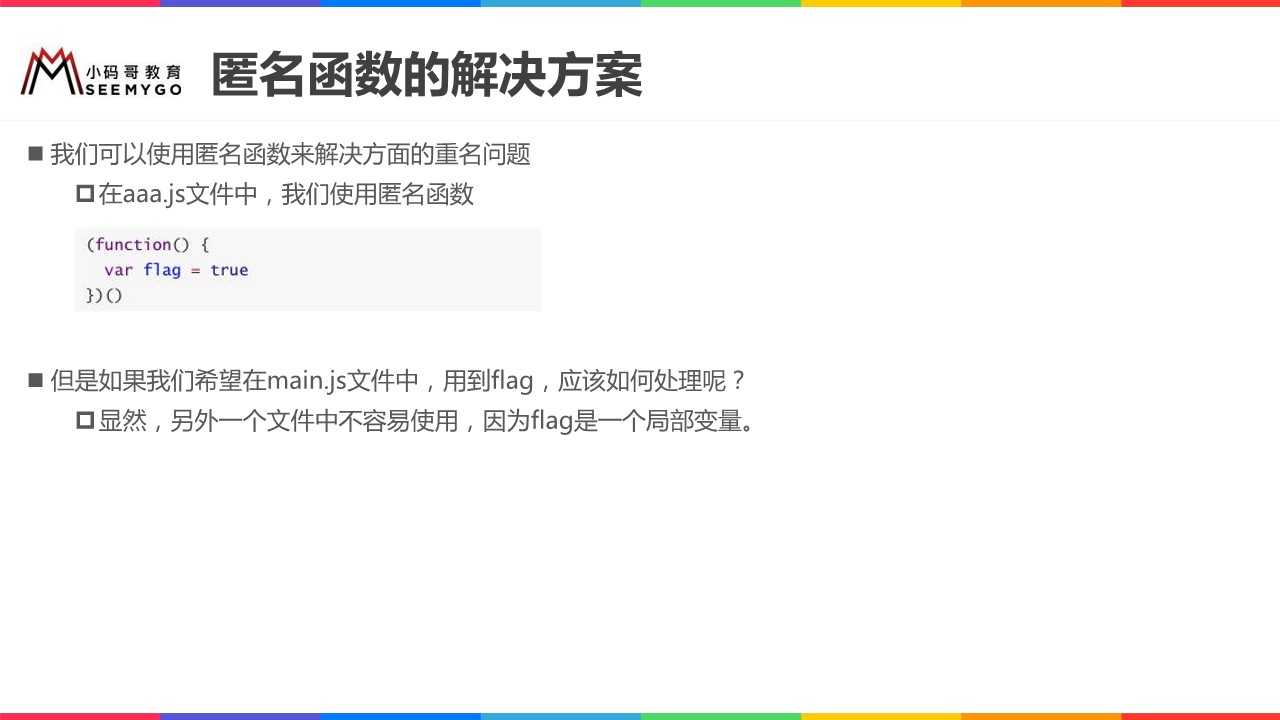 小码哥教育
SEEMYGO
匿名函数的解决方案
我们可以使用匿名函数来解决方面的重名问题
在aaa.js文件中，我们使用匿名函数
(function() {
  var flag = true
})()
但是如果我们希望在main.js文件中，用到flag，应该如何处理呢？
显然，另外一个文件中不容易使用，因为flag是一个局部变量。